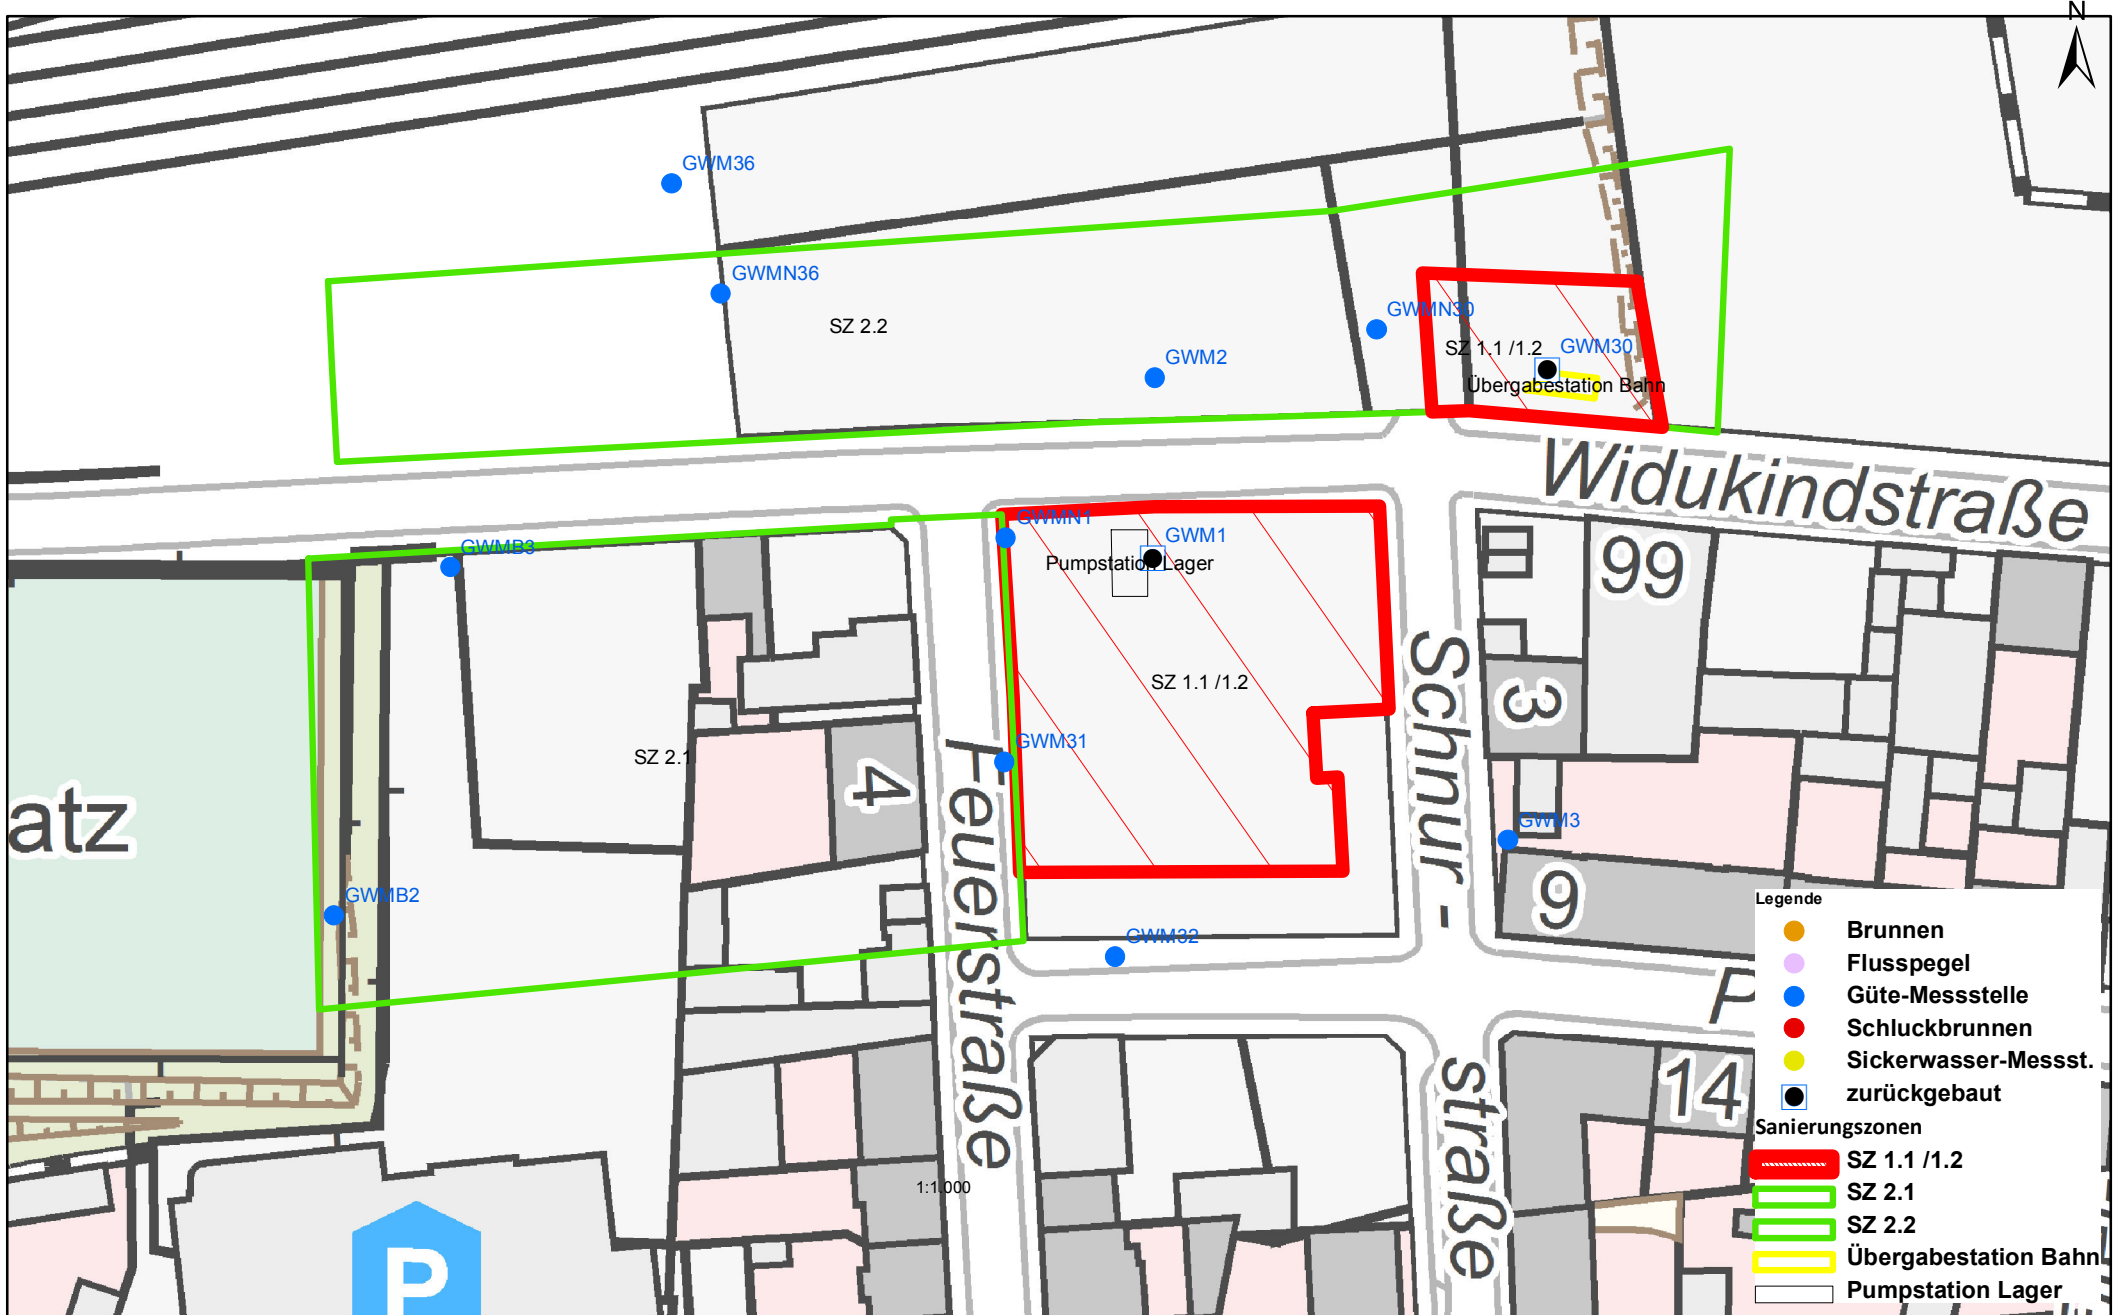 N
GWM36
GWMN36
SZ 2.2
GWMN30
SZ 1.1 /1.2
GWM30
GWM2
Übergabestation Bahn
Widukindstraße
GWMN1
GWMB3
GWM1
Pumpstation Lager
99
SZ 1.1 /1.2
3
Schnur -
straße
GWM31
SZ 2.1
4
Feuerstraße
atz
GWM3
9
GWMB2
GWM32
P
14
1:1.000
P
Legende
Brunnen
Flusspegel
Güte-Messstelle
Schluckbrunnen
Sickerwasser-Messst.
zurückgebaut
Sanierungszonen
SZ 1.1 /1.2
SZ 2.1
SZ 2.2
Übergabestation Bahn
Pumpstation Lager